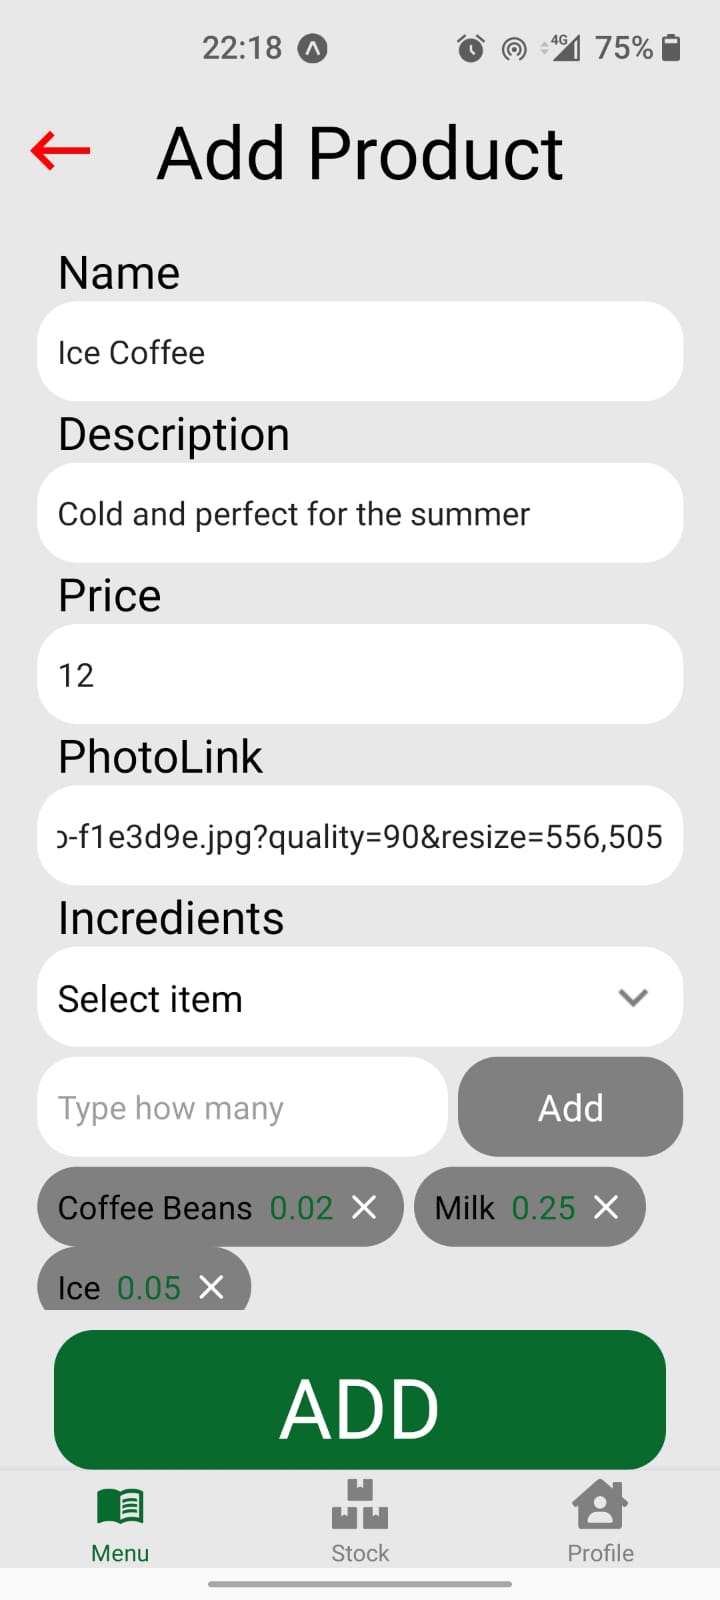 22:18 4G 75%
Add Product
Name
Ice Coffee
Description
Cold and perfect for the summer
Price
12
PhotoLink
-f1e3d9e.jpg?quality=90&resize=556,505
Incredients
Select item
Type how many Add
Coffee Beans 0.02 Milk 0.25
Ice 0.05
ADD
Menu Stock Profile